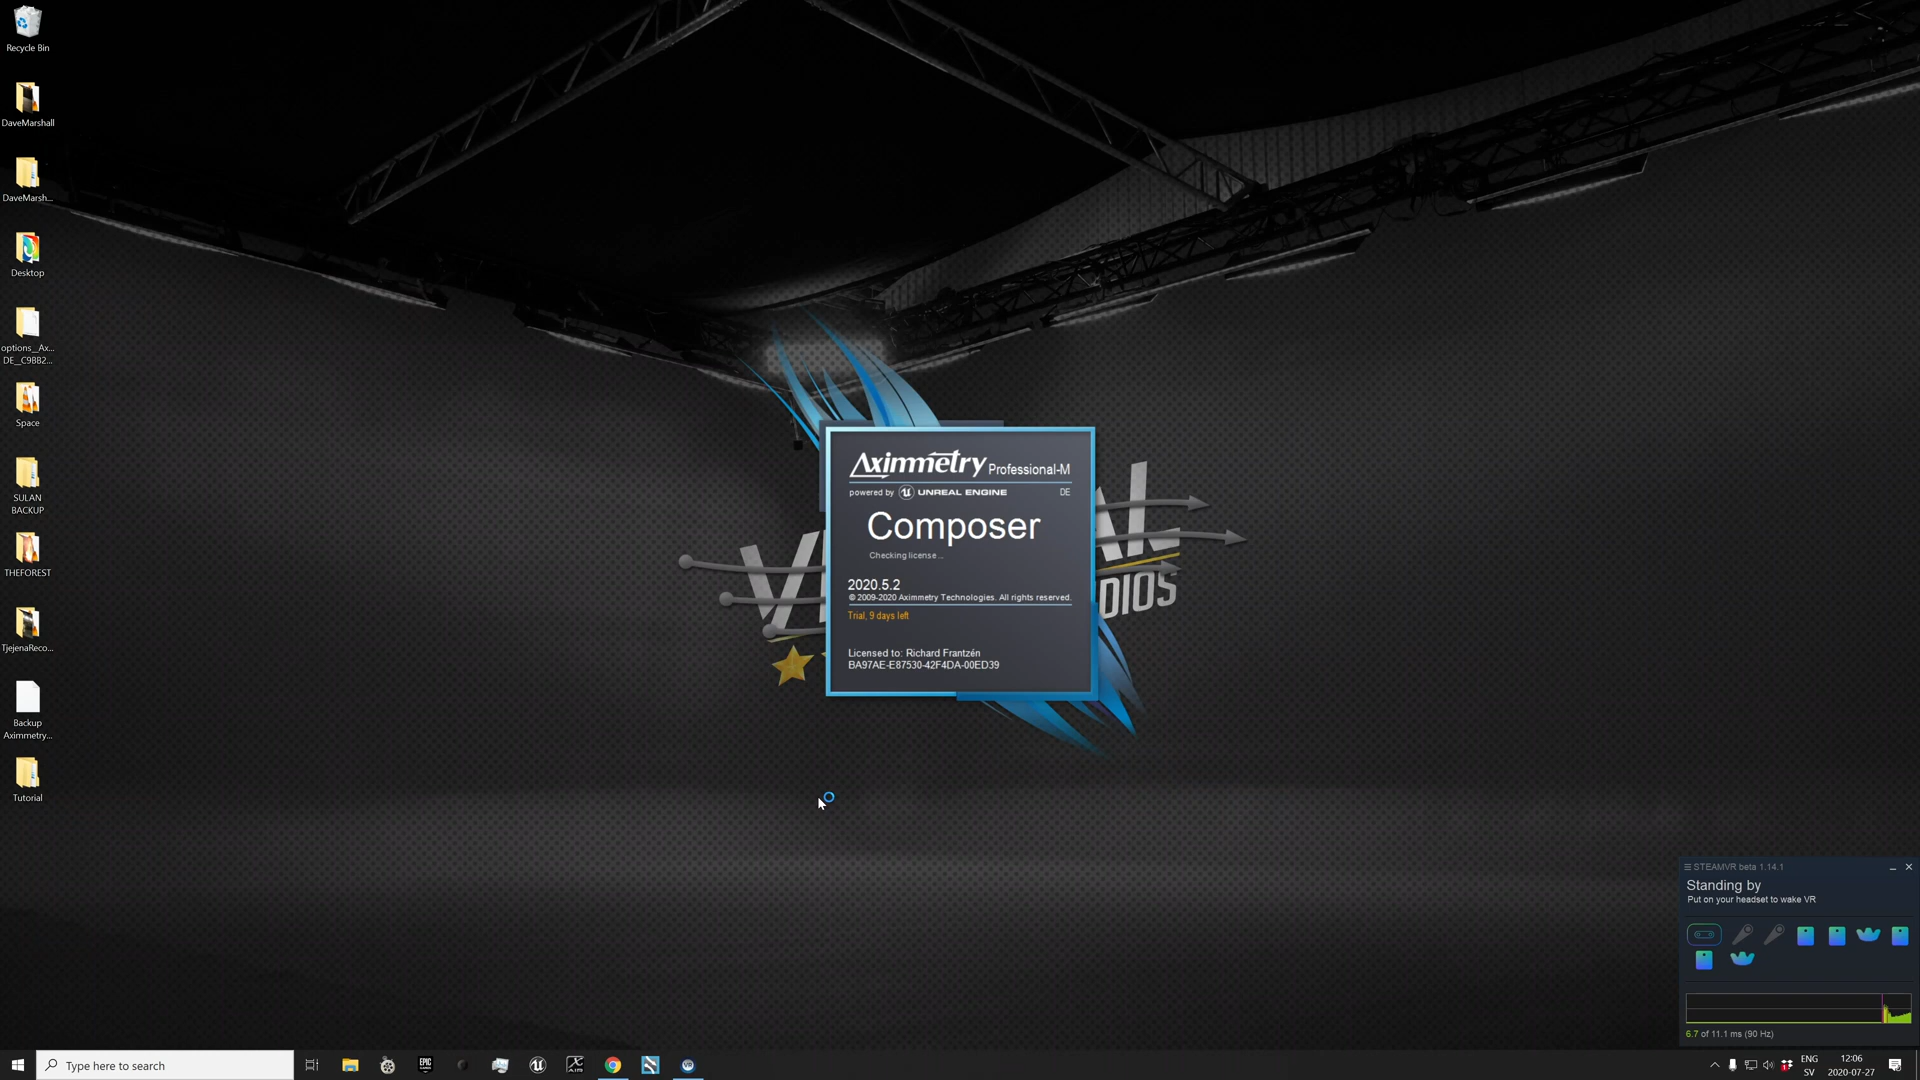 Recycle Bin
DaveMarshall
DaveMarsh...
Desktop
options_Ax...
DE_C9BB2...
Space
SULAN
BACKUP
THEFOREST
TjejenaReco...
Backup
Aximmetry...
Tutorial
Aximmetry Professional-M
powered by UNREAL ENGINE DE
Composer
Checking license ...
2020.5.2
© 2009-2020 Aximmetry Technologies. All rights reserved.
Trial, 9 days left
Licensed to: Richard Frantzén
BA97AE-E87530-42F4DA-00ED39
STEAMVR beta 1.14.1
Standing by
Put on your headset to wake VR
6.7 of 11.1 ms (90 Hz)
Type here to search
EPIC
GAMES
VR
ENG
SV
12:06
2020-07-27